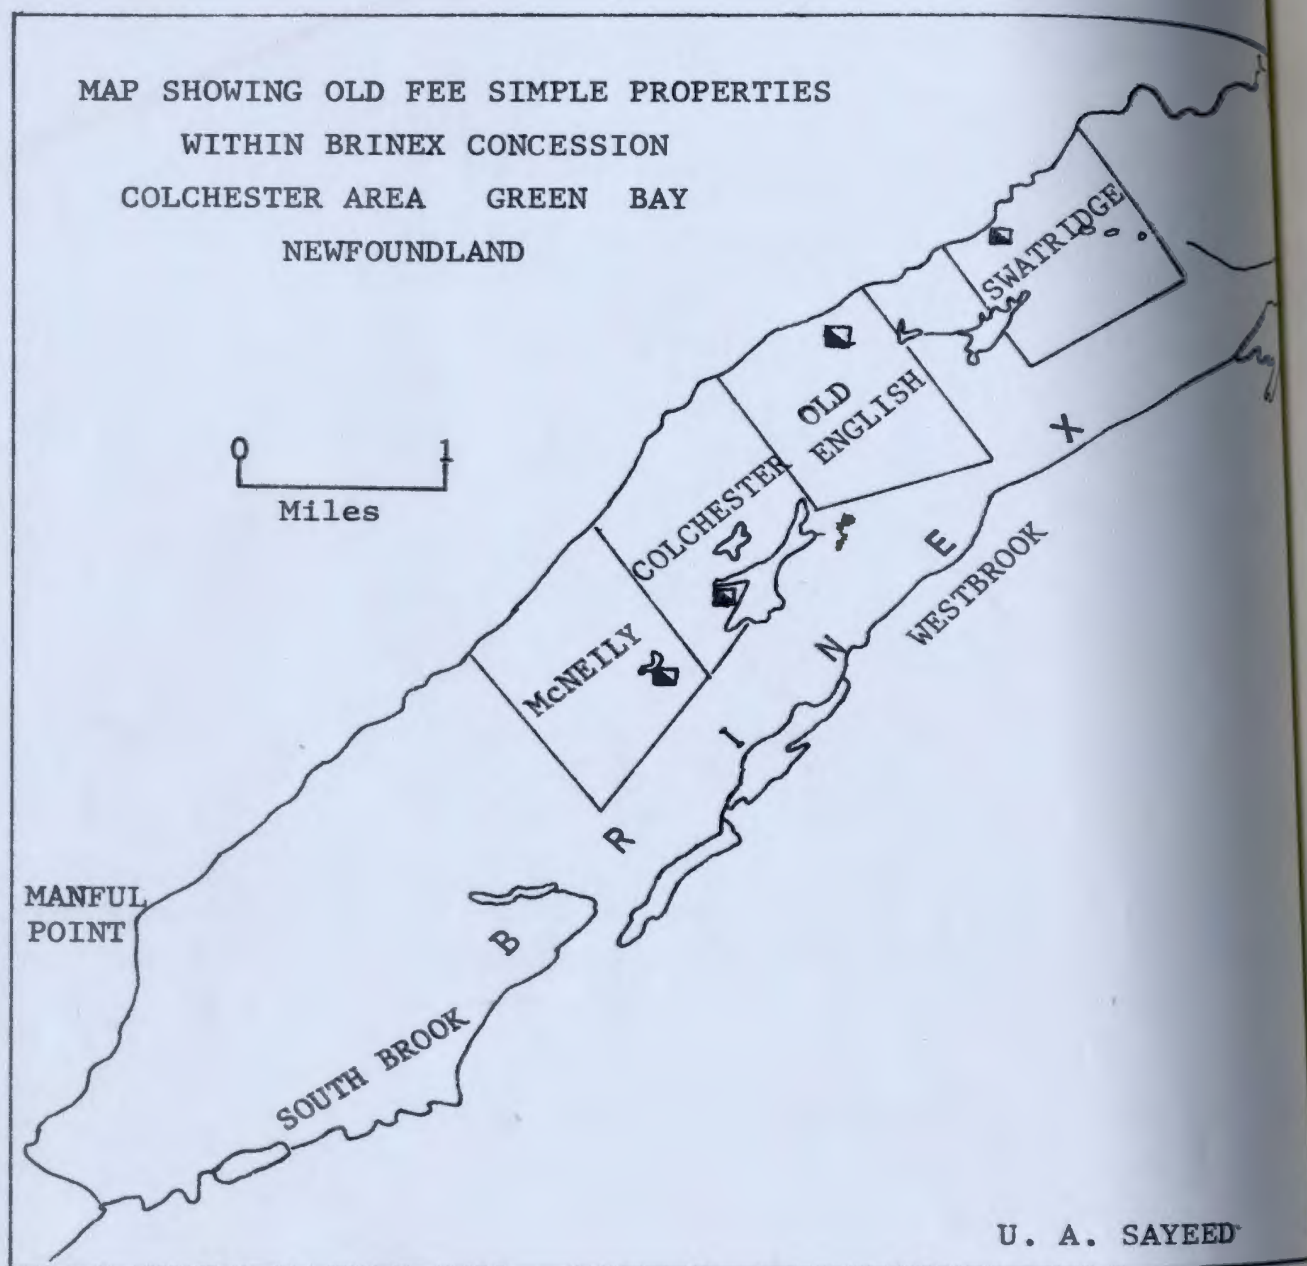 MAP SHOWING OLD FEE SIMPLE PROPERTIES
WITHIN BRINEX CONCESSION
COLCHESTER AREA GREEN BAY
NEWFOUNDLAND
0 1
Miles
SWATRIDGE
OLD
ENGLISH
COLCHESTER
McNEILY
B R I N E X
WESTBROOK
MANFUL
POINT
SOUTH BROOK
U. A. SAYEED